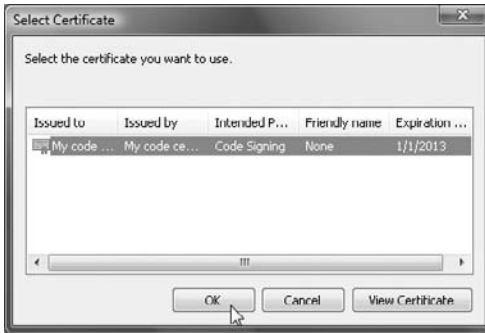 Select Certificate
Select the certificate you want to use.
Issued to Issued by Intended P... Friendly name Expiration ...
My code ... My code ce... Code Signing None 1/1/2013
OK Cancel View Certificate